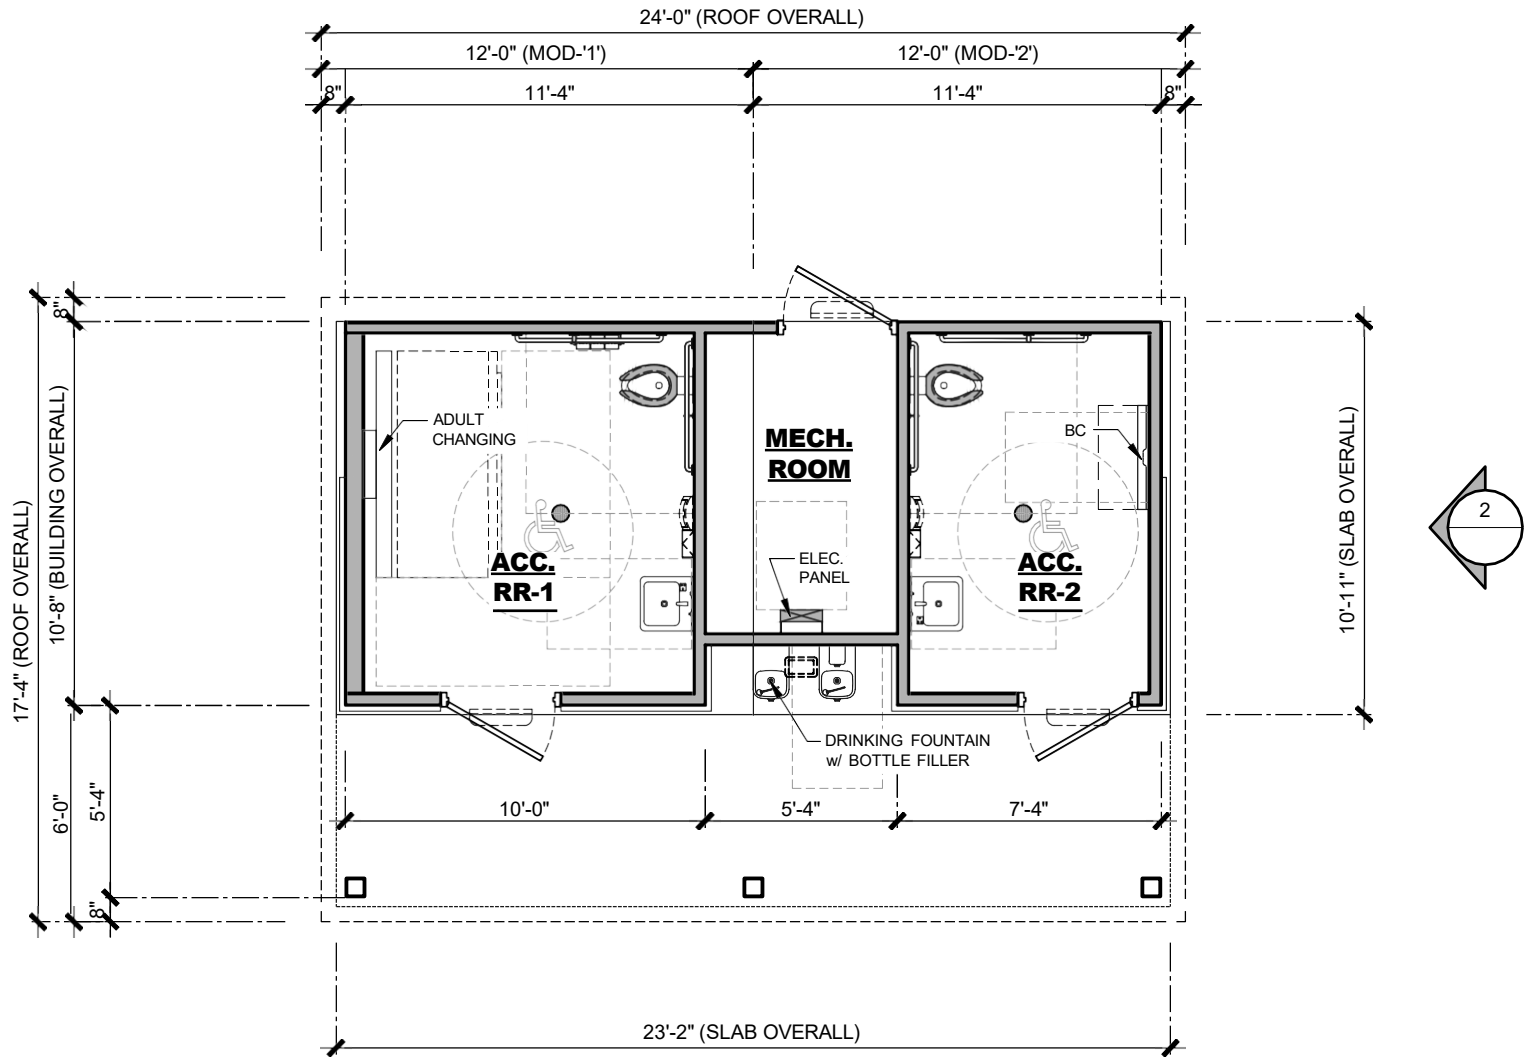 24'-0" (ROOF OVERALL)
12'-0" (MOD-'1')
12'-0" (MOD-'2')
8"
11'-4"
11'-4"
8"
8"
17'-4" (ROOF OVERALL)
10'-8" (BUILDING OVERALL)
6'-0"
5'-4"
8"
ADULT
CHANGING
MECH.
ROOM
BC
ELEC.
PANEL
ACC.
RR-1
ACC.
RR-2
10'-11" (SLAB OVERALL)
2
DRINKING FOUNTAIN
w/ BOTTLE FILLER
10'-0"
5'-4"
7'-4"
23'-2" (SLAB OVERALL)